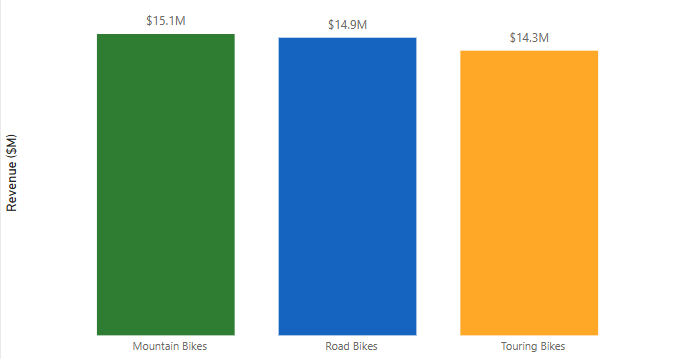 $15.1M
$14.9M
$14.3M
Revenue ($M)
Mountain Bikes
Road Bikes
Touring Bikes